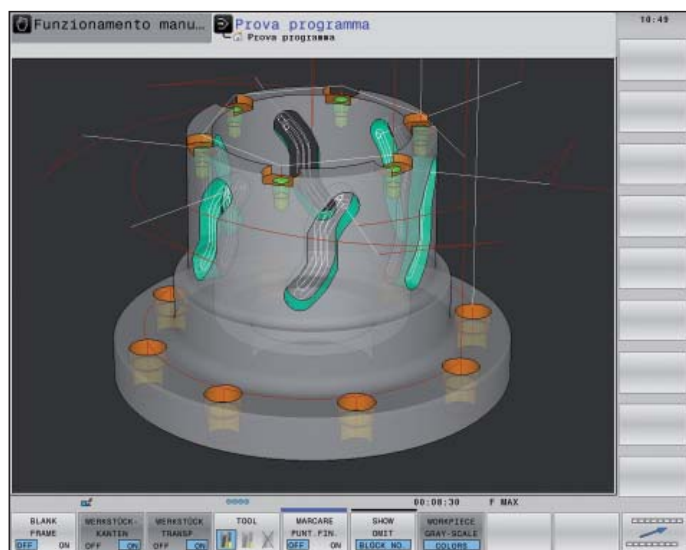 Funzionamento manu... Prova programma
Prova programma
10:49
00:08:30 F MAX
BLANK FRAME OFF ON
WERKSTÜCK-KANTEN OFF ON
WERKSTÜCK TRANSP OFF ON
TOOL
MARCARE PUNT.FIN. OFF ON
SHOW OMIT BLOCK NO.
WORKPIECE GRAY-SCALE COLORS